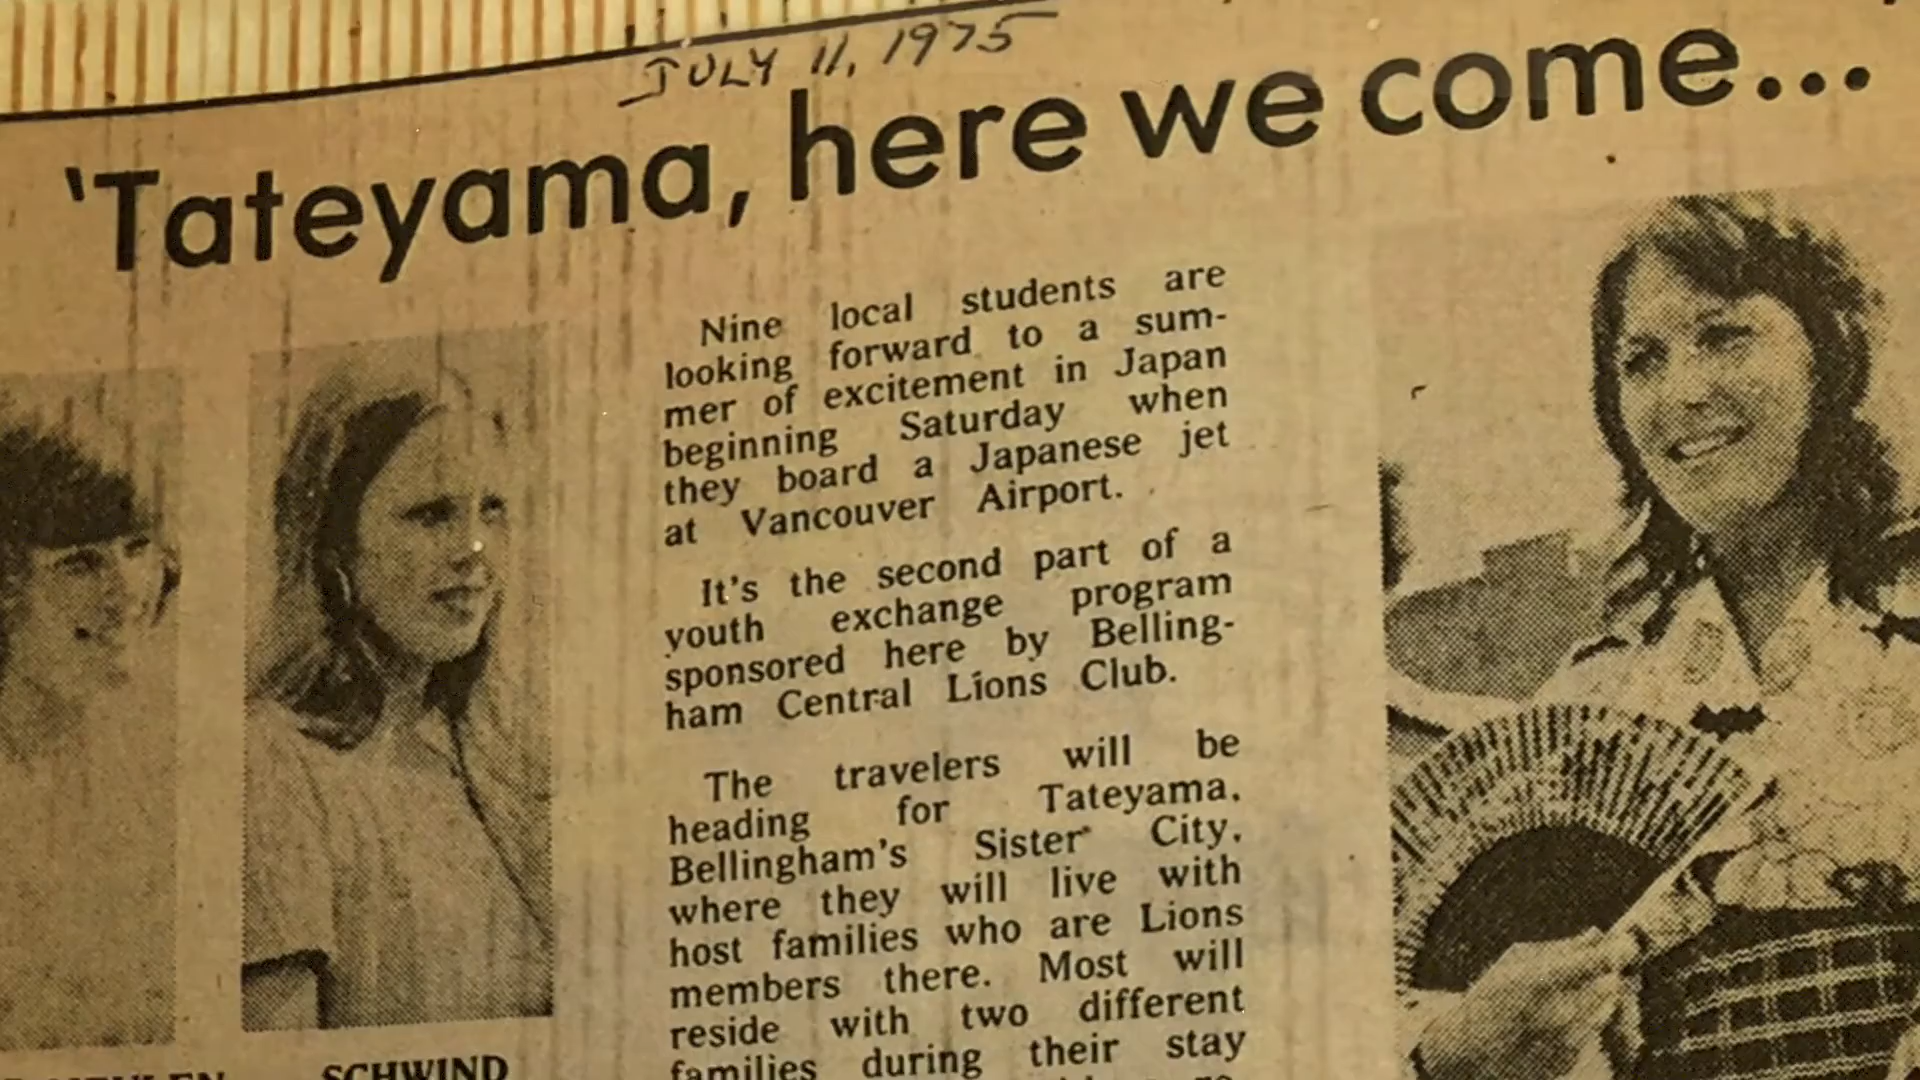 JULY 11, 1975
'Tateyama, here we come...
Nine local students are
looking forward to a sum-
mer of excitement in Japan
beginning Saturday when
they board a Japanese jet
at Vancouver Airport.
It's the second part of a
youth exchange program
sponsored here by Belling-
ham Central Lions Club.
The travelers will be
heading for Tateyama,
Bellingham's Sister City,
where they will live with
host families who are Lions
members there. Most will
reside with two different
families during their stay
SCHWIND